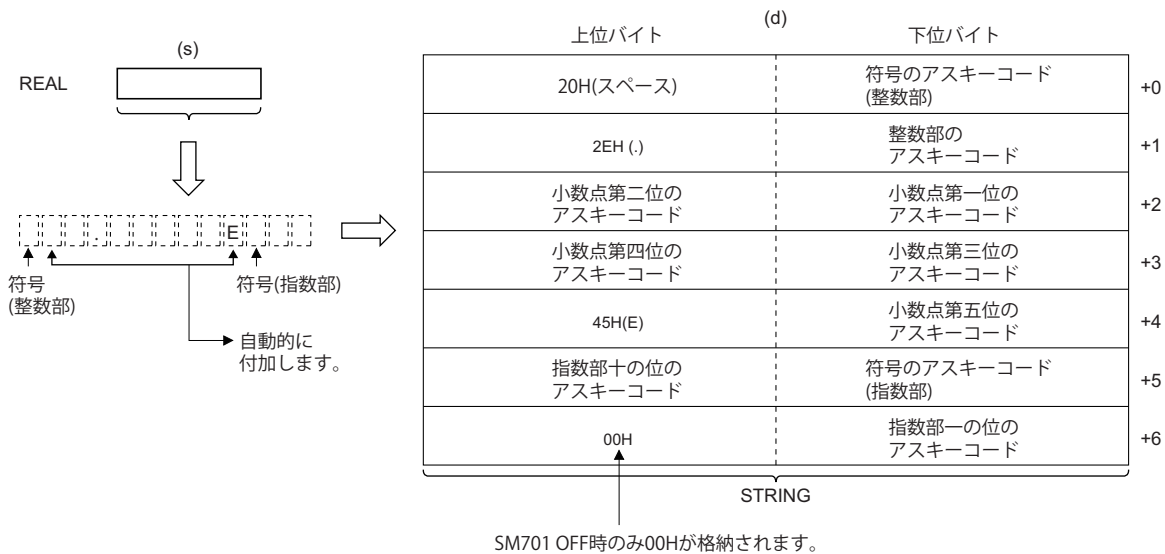 (s)
REAL
. E
符号
(整数部)
符号(指数部)
自動的に
付加します。
(d)
上位バイト 下位バイト
20H(スペース) 符号のアスキーコード
(整数部) +0
2EH (.) 整数部の
アスキーコード +1
小数点第二位の
アスキーコード 小数点第一位の
アスキーコード +2
小数点第四位の
アスキーコード 小数点第三位の
アスキーコード +3
45H(E) 小数点第五位の
アスキーコード +4
指数部十の位の
アスキーコード 符号のアスキーコード
(指数部) +5
00H 指数部一の位の
アスキーコード +6
STRING
SM701 OFF時のみ00Hが格納されます。